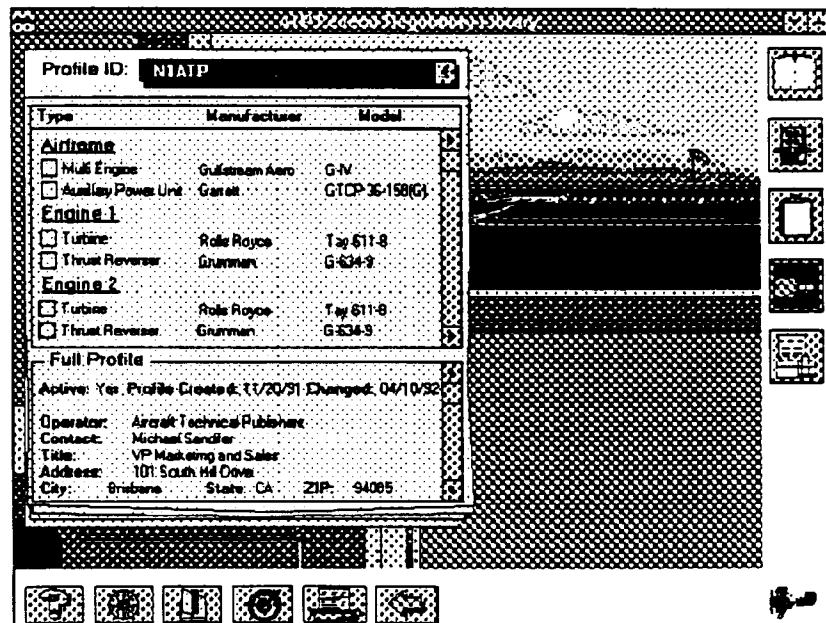 Profile ID: N1ATP
Type Manufacturer Model
Airframe
Multi Engine Gulfstream Aero G-IV
Auxiliary Power Unit Garrett GTCP-36-150(G)
Engine 1
Turbine Rolls Royce Tay 611-8
Thrust Reverser Grumman G-634-9
Engine 2
Turbine Rolls Royce Tay 611-8
Thrust Reverser Grumman G-634-9
Full Profile
Active: Yes Profile Created: 11/20/91 Changed: 04/10/92
Operator: Aircraft Technical Publishers
Contact: Michael Sandifer
Title: VP Marketing and Sales
Address: 101 South Hill Drive
City: Brisbane State: CA ZIP: 94005